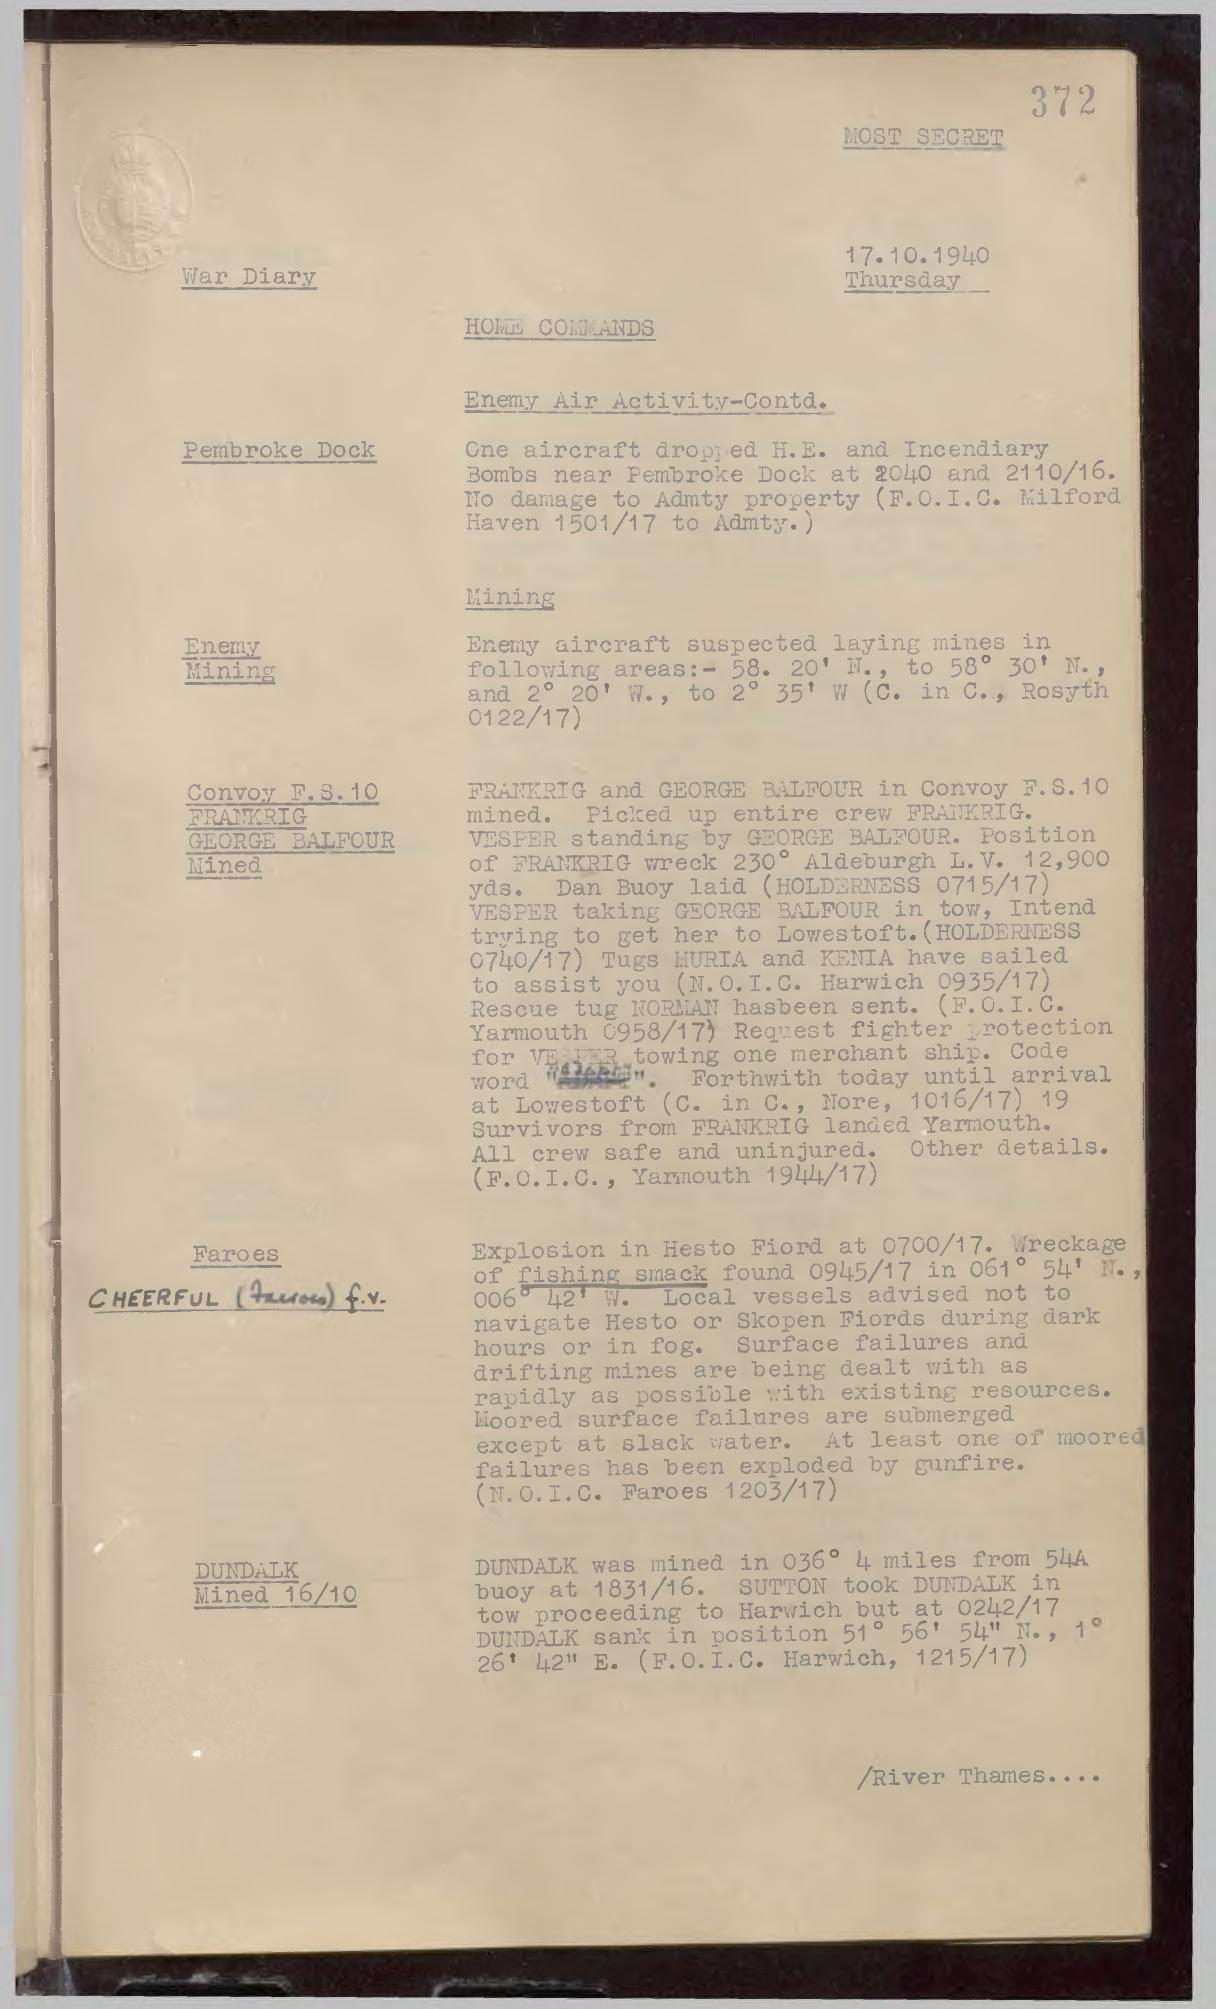 372
MOST SECRET
17.10.1940
War Diary
Thursday
HOME COMMANDS
Enemy Air Activity-Contd.
Pembroke Dock
One aircraft dropped H.E. and Incendiary
Bombs near Pembroke Dock at 2040 and 2110/16.
No damage to Admty property (F.O.I.C. Milford
Haven 1501/17 to Admty.)
Mining
Enemy
Mining
Enemy aircraft suspected laying mines in
following areas:- 58. 20' N., to 58° 30' N.,
and 2° 20' W., to 2° 35' W (C. in C., Rosyth
0122/17)
Convoy F.S.10
FRANKRIG
GEORGE BALFOUR
Mined
FRANKRIG and GEORGE BALFOUR in Convoy F.S.10
mined. Picked up entire crew FRANKRIG.
VESPER standing by GEORGE BALFOUR. Position
of FRANKRIG wreck 230° Aldeburgh L.V. 12,900
yds. Dan Buoy laid (HOLDERNESS 0715/17)
VESPER taking GEORGE BALFOUR in tow, Intend
trying to get her to Lowestoft.(HOLDERNESS
0740/17) Tugs MURIA and KENIA have sailed
to assist you (N.O.I.C. Harwich 0935/17)
Rescue tug NORMAN hasbeen sent. (F.O.I.C.
Yarmouth 0958/17) Request fighter protection
for VESPER towing one merchant ship. Code
word " ". Forthwith today until arrival
at Lowestoft (C. in C., Nore, 1016/17) 19
Survivors from FRANKRIG landed Yarmouth.
All crew safe and uninjured. Other details.
(F.O.I.C., Yarmouth 1944/17)
Faroes
CHEERFUL (Faeroes) f.v.
Explosion in Hesto Fiord at 0700/17. Wreckage
of fishing smack found 0945/17 in 061° 54' N.,
006° 42' W. Local vessels advised not to
navigate Hesto or Skopen Fiords during dark
hours or in fog. Surface failures and
drifting mines are being dealt with as
rapidly as possible with existing resources.
Moored surface failures are submerged
except at slack water. At least one of moored
failures has been exploded by gunfire.
(N.O.I.C. Faroes 1203/17)
DUNDALK
Mined 16/10
DUNDALK was mined in 036° 4 miles from 54A
buoy at 1831/16. SUTTON took DUNDALK in
tow proceeding to Harwich but at 0242/17
DUNDALK sank in position 51° 56' 54" N., 1°
26' 42" E. (F.O.I.C. Harwich, 1215/17)
/River Thames....